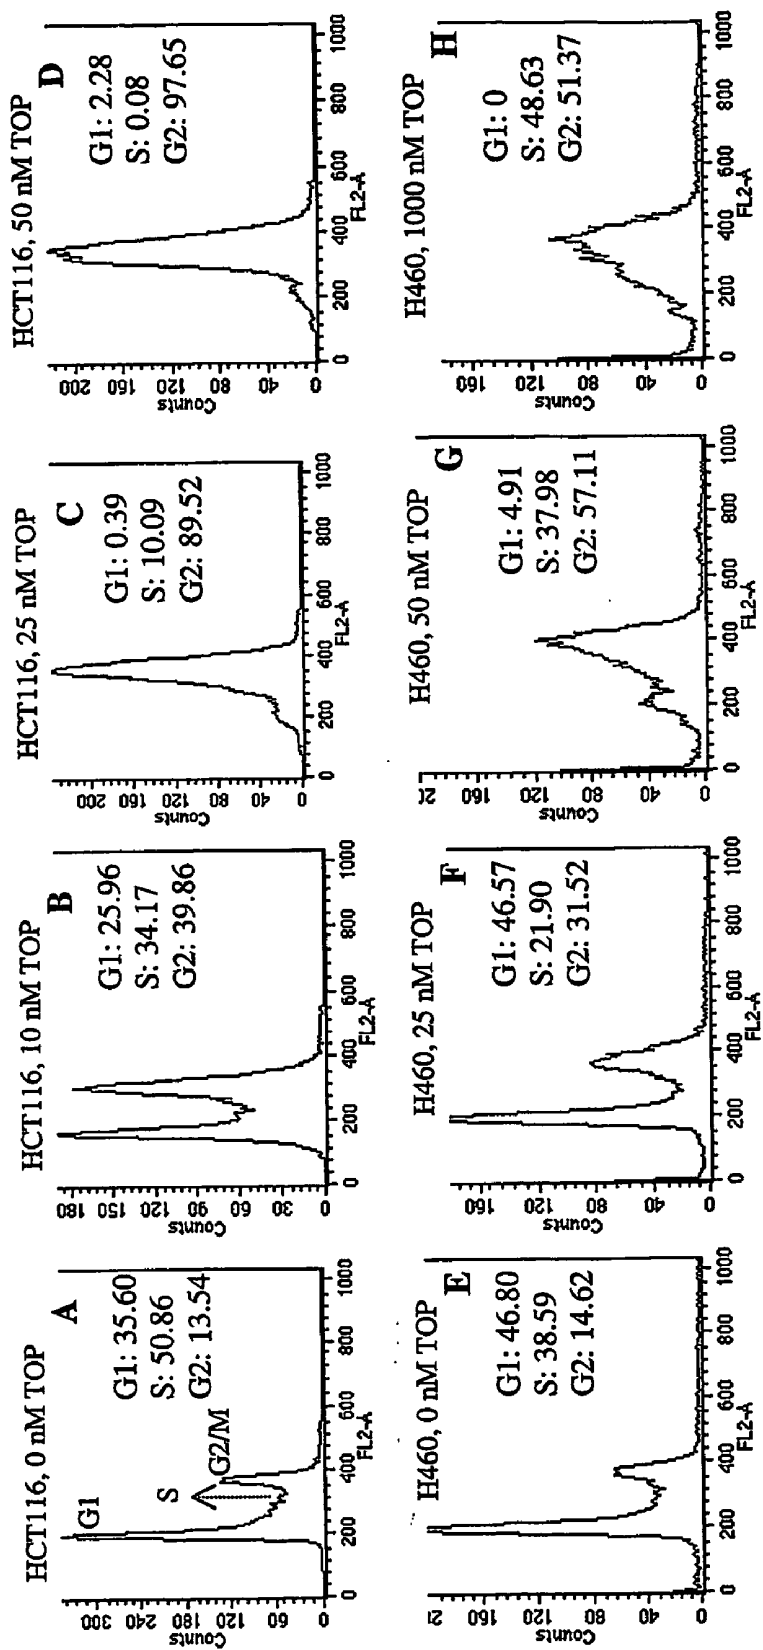 HCT116, 0 nM TOP
A
G1
S
G2/M
G1: 35.60
S: 50.86
G2: 13.54
Counts
300
240
180
120
60
0
0 200 400 600 800 1000
FL2-A
HCT116, 10 nM TOP
B
G1: 25.96
S: 34.17
G2: 39.86
Counts
180
150
120
90
60
30
0
0 200 400 600 800 1000
FL2-A
HCT116, 25 nM TOP
C
G1: 0.39
S: 10.09
G2: 89.52
Counts
200
160
120
80
40
0
0 200 400 600 800 1000
FL2-A
HCT116, 50 nM TOP
D
G1: 2.28
S: 0.08
G2: 97.65
Counts
200
160
120
80
40
0
0 200 400 600 800 1000
FL2-A
H460, 0 nM TOP
E
G1: 46.80
S: 38.59
G2: 14.62
Counts
160
120
80
40
0
0 200 400 600 800 1000
FL2-A
H460, 25 nM TOP
F
G1: 46.57
S: 21.90
G2: 31.52
Counts
160
120
80
40
0
0 200 400 600 800 1000
FL2-A
H460, 50 nM TOP
G
G1: 4.91
S: 37.98
G2: 57.11
Counts
160
120
80
40
0
0 200 400 600 800 1000
FL2-A
H460, 1000 nM TOP
H
G1: 0
S: 48.63
G2: 51.37
Counts
160
120
80
40
0
0 200 400 600 800 1000
FL2-A